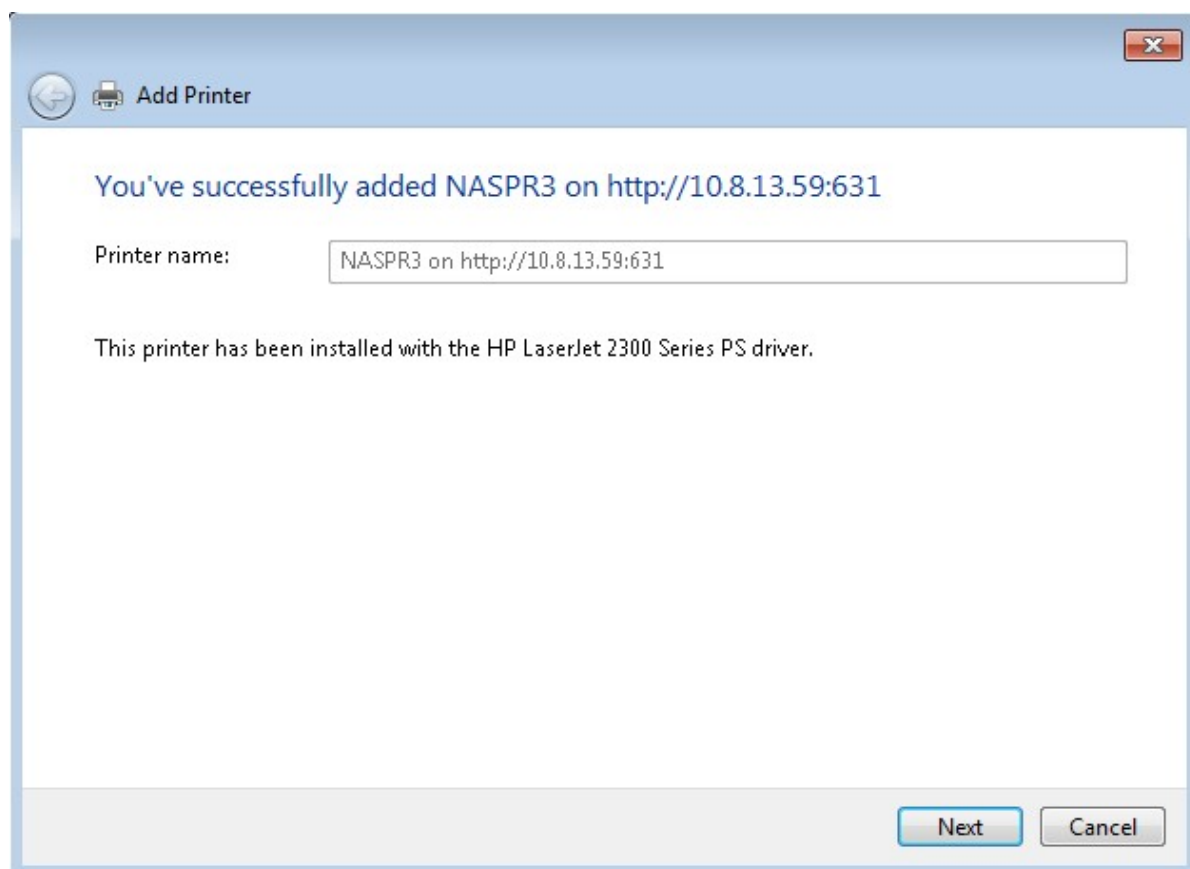 Add Printer
You've successfully added NASPR3 on http://10.8.13.59:631
Printer name:
NASPR3 on http://10.8.13.59:631
This printer has been installed with the HP LaserJet 2300 Series PS driver.
Next
Cancel